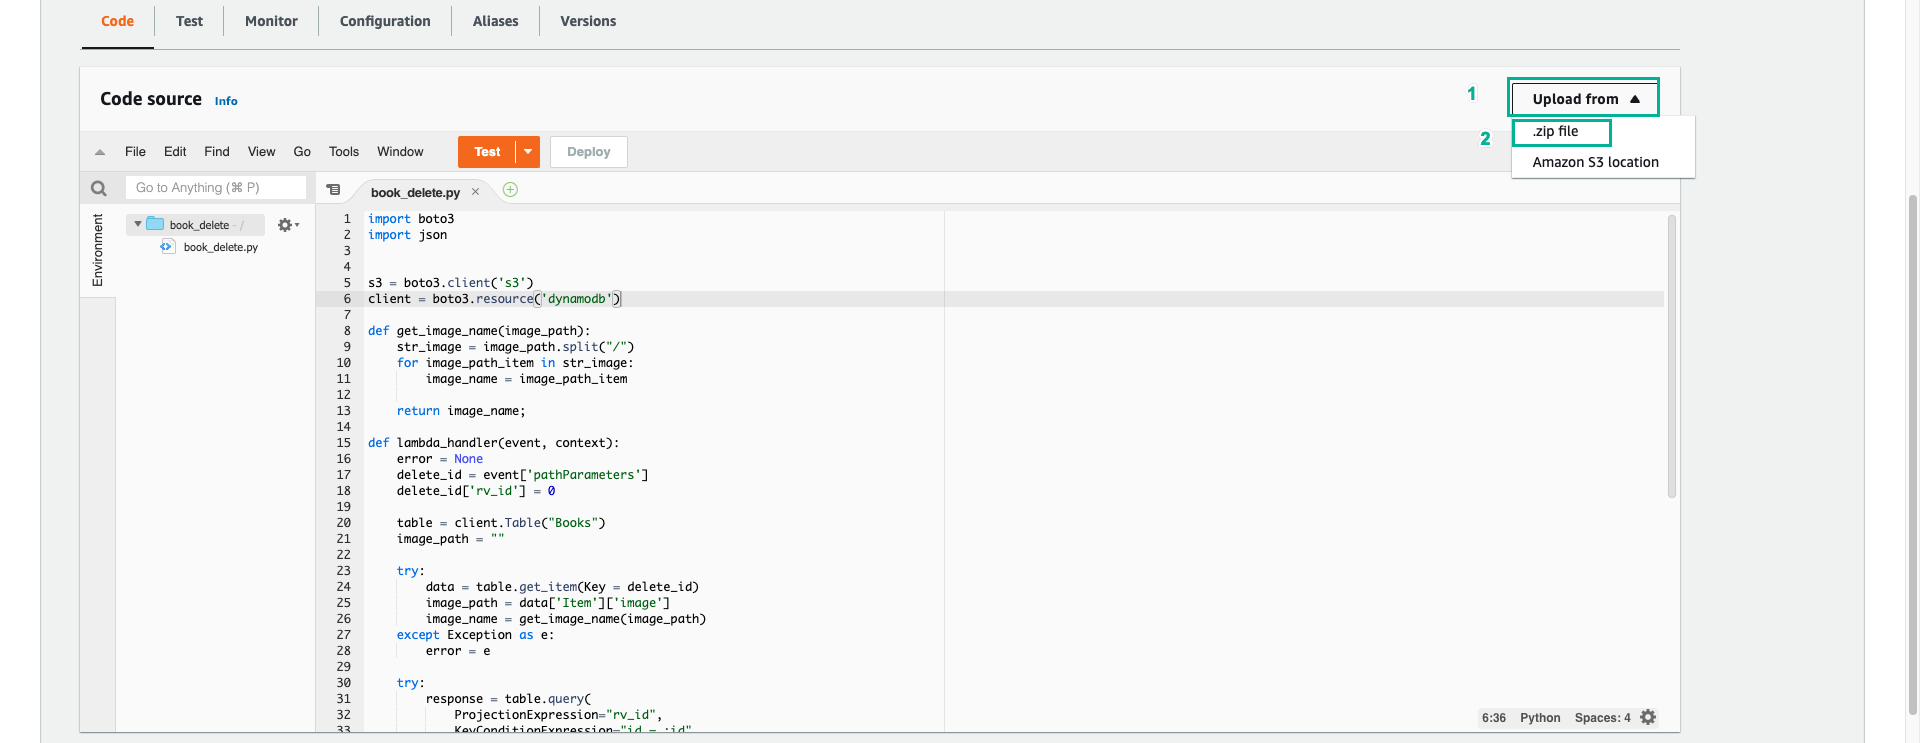 Code Test Monitor Configuration Aliases Versions
Code source Info
1 Upload from
2 .zip file
Amazon S3 location
File Edit Find View Go Tools Window Test Deploy
Go to Anything (⌘ P)
book_delete.py
Environment
book_delete - /
book_delete.py
1 import boto3
2 import json
3
4
5 s3 = boto3.client('s3')
6 client = boto3.resource('dynamodb')
7
8 def get_image_name(image_path):
9     str_image = image_path.split("/")
10     for image_path_item in str_image:
11         image_name = image_path_item
12
13     return image_name;
14
15 def lambda_handler(event, context):
16     error = None
17     delete_id = event['pathParameters']
18     delete_id['rv_id'] = 0
19
20     table = client.Table("Books")
21     image_path = ""
22
23     try:
24         data = table.get_item(Key = delete_id)
25         image_path = data['Item']['image']
26         image_name = get_image_name(image_path)
27     except Exception as e:
28         error = e
29
30     try:
31         response = table.query(
32             ProjectionExpression="rv_id",
33             KeyConditionExpression="id = :id"
6:36 Python Spaces: 4